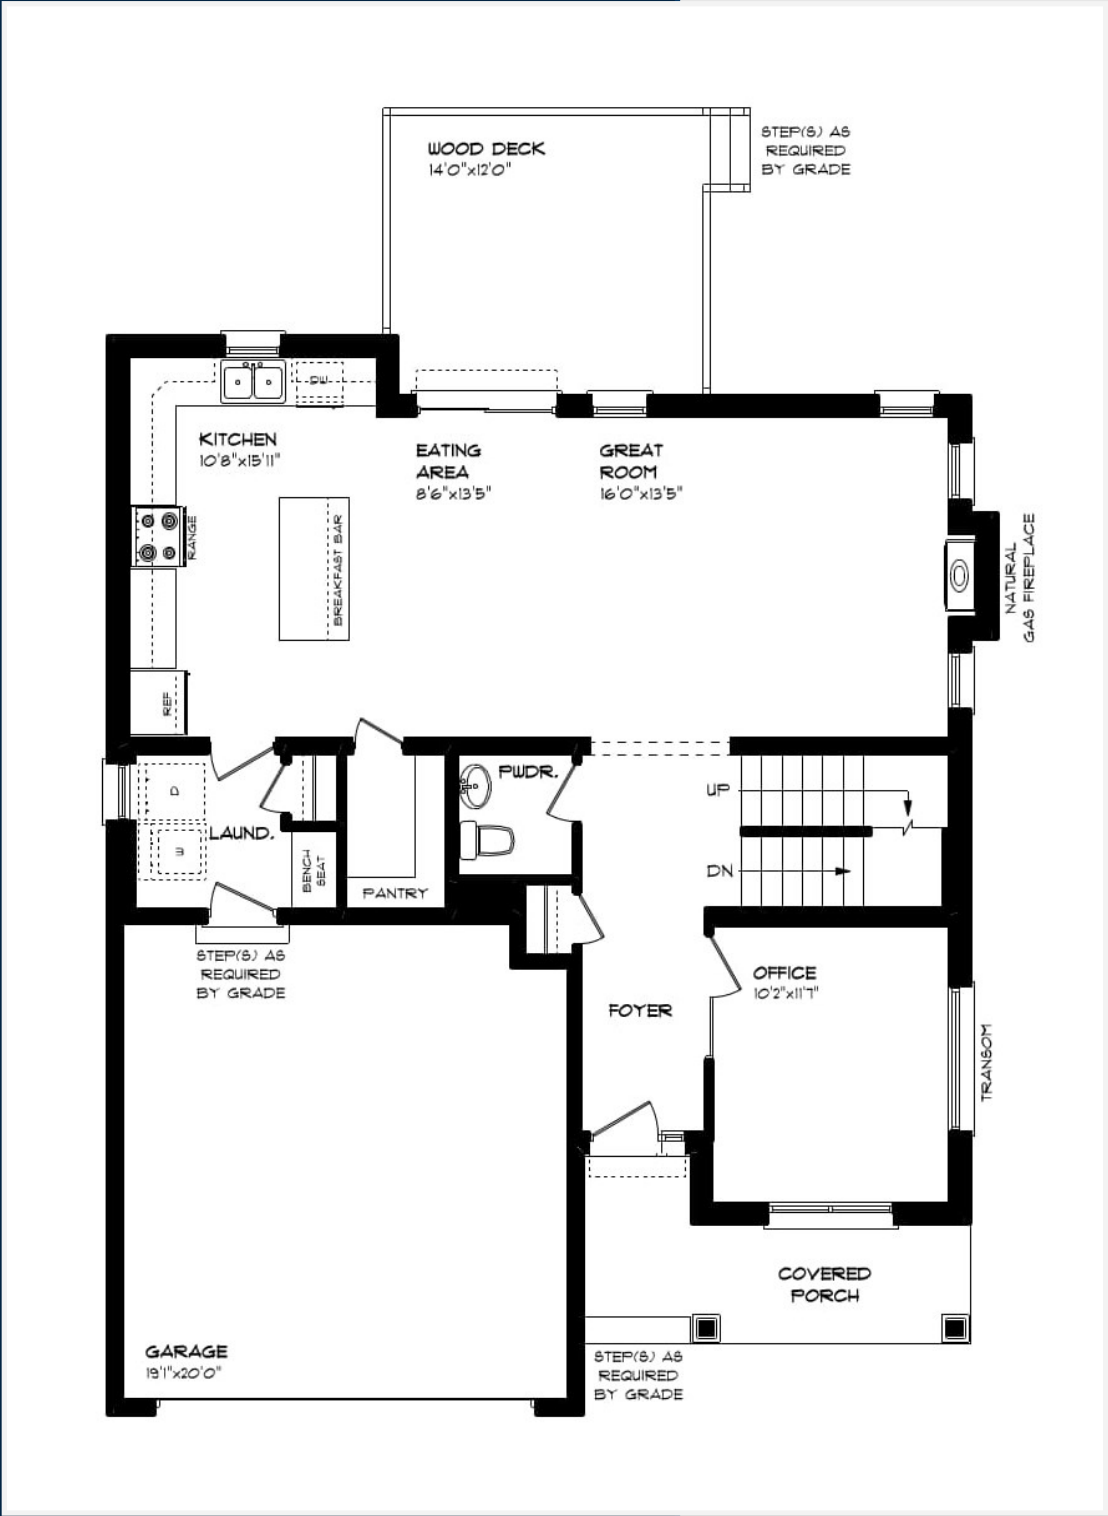 WOOD DECK
14'0"x12'0"
STEP(S) AS
REQUIRED
BY GRADE
DW
KITCHEN
10'8"x15'11"
EATING
AREA
8'6"x13'5"
GREAT
ROOM
16'0"x13'5"
RANGE
BREAKFAST BAR
NATURAL
GAS FIREPLACE
REF
D
W
LAUND.
BENCH
SEAT
PANTRY
PWDR.
UP
DN
STEP(S) AS
REQUIRED
BY GRADE
FOYER
OFFICE
10'2"x11'7"
TRANSOM
COVERED
PORCH
GARAGE
19'1"x20'0"
STEP(S) AS
REQUIRED
BY GRADE